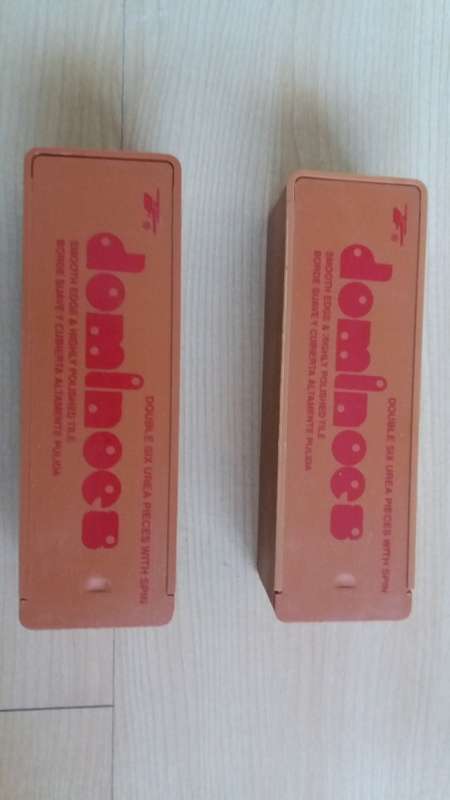 DOUBLE SIX UREA PIECES WITH SPIN
dominoes
SMOOTH EDGE & HIGHLY POLISHED TILE
BORDE SUAVE Y CUBIERTA ALTAMENTE PULIDA
DOUBLE SIX UREA PIECES WITH SPIN
dominoes
SMOOTH EDGE & HIGHLY POLISHED TILE
BORDE SUAVE Y CUBIERTA ALTAMENTE PULIDA